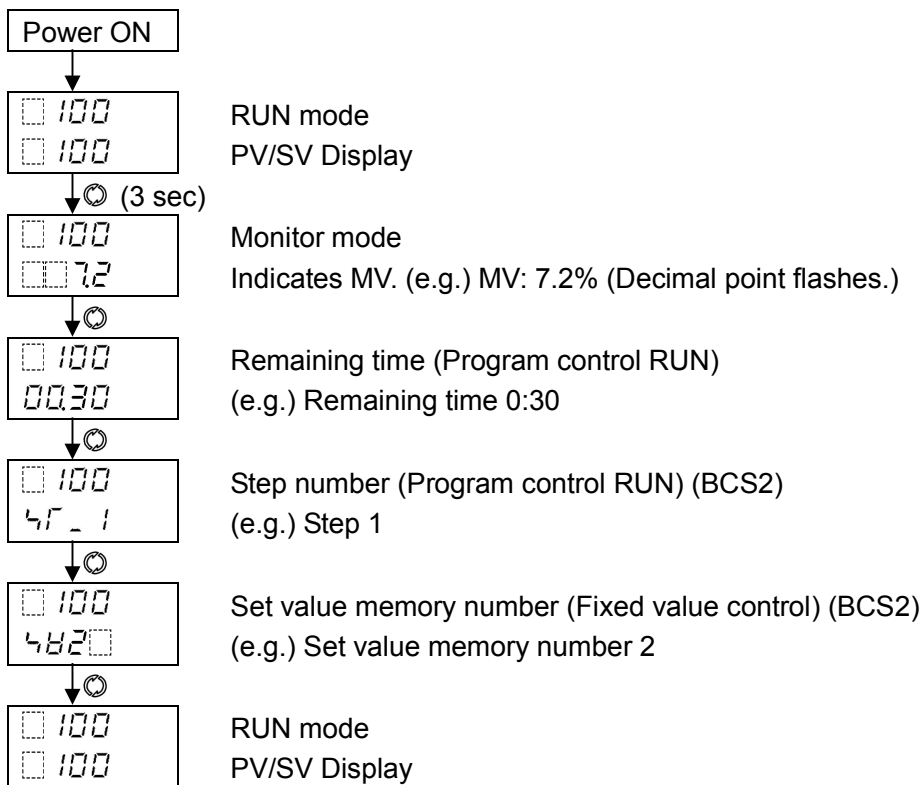 Power ON
100
100
RUN mode
PV/SV Display
(3 sec)
100
7.2
Monitor mode
Indicates MV. (e.g.) MV: 7.2% (Decimal point flashes.)
100
00.30
Remaining time (Program control RUN)
(e.g.) Remaining time 0:30
100
Step number (Program control RUN) (BCS2)
(e.g.) Step 1
100
Set value memory number (Fixed value control) (BCS2)
(e.g.) Set value memory number 2
100
100
RUN mode
PV/SV Display